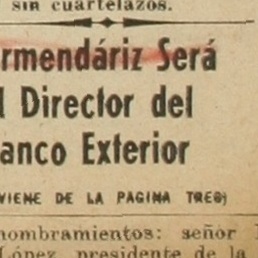 sin cuartelazos.
rmendáriz Será
l Director del
anco Exterior
VIENE DE LA PAGINA TRES)
nombramientos: señor
López, presidente de la